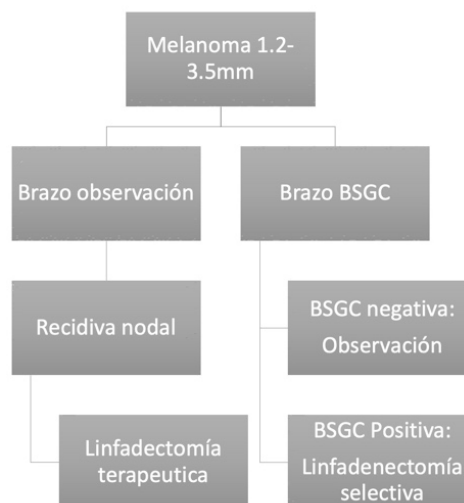 Melanoma 1.2-
3.5mm
Brazo observación
Brazo BSGC
Recidiva nodal
BSGC negativa:
Observación
Linfadectomía
terapeutica
BSGC Positiva:
Linfadenectomía
selectiva